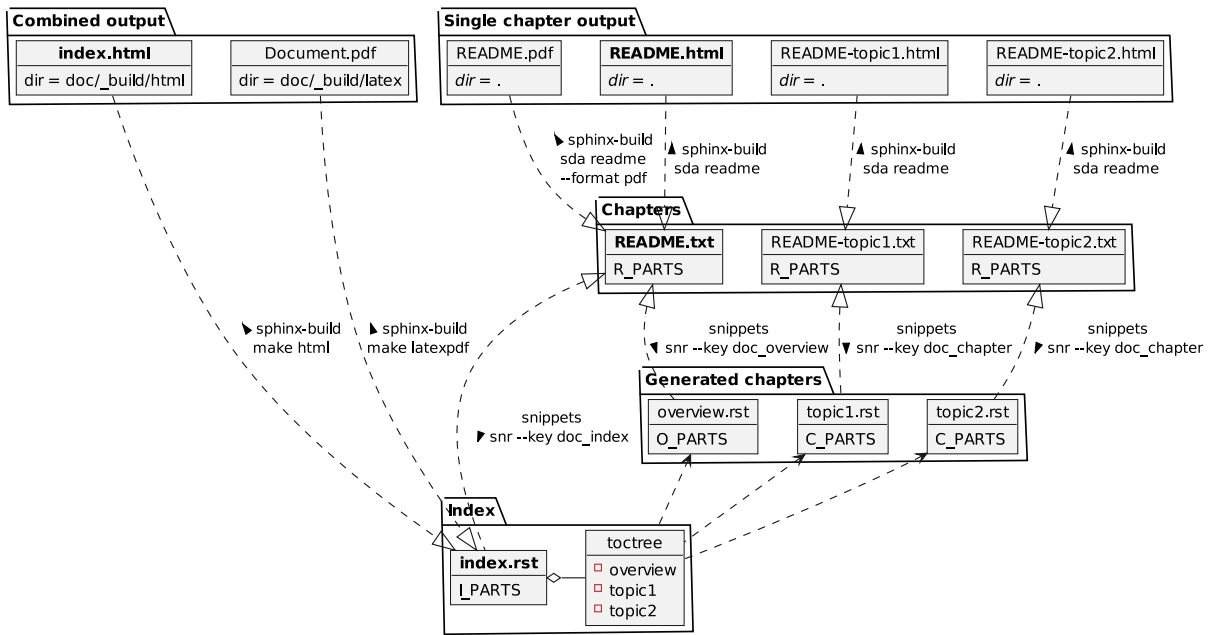 Combined output
index.html
dir = doc/_build/html
Document.pdf
dir = doc/_build/latex
Single chapter output
README.pdf
dir = .
README.html
dir = .
README-topic1.html
dir = .
README-topic2.html
dir = .
sphinx-build
sda readme
--format pdf
sphinx-build
sda readme
sphinx-build
sda readme
sphinx-build
sda readme
Chapters
README.txt
R_PARTS
README-topic1.txt
R_PARTS
README-topic2.txt
R_PARTS
sphinx-build
make html
sphinx-build
make latexpdf
snippets
snr --key doc_overview
snippets
snr --key doc_chapter
snippets
snr --key doc_chapter
Generated chapters
overview.rst
O_PARTS
topic1.rst
C_PARTS
topic2.rst
C_PARTS
snippets
snr --key doc_index
Index
index.rst
I_PARTS
toctree
overview
topic1
topic2